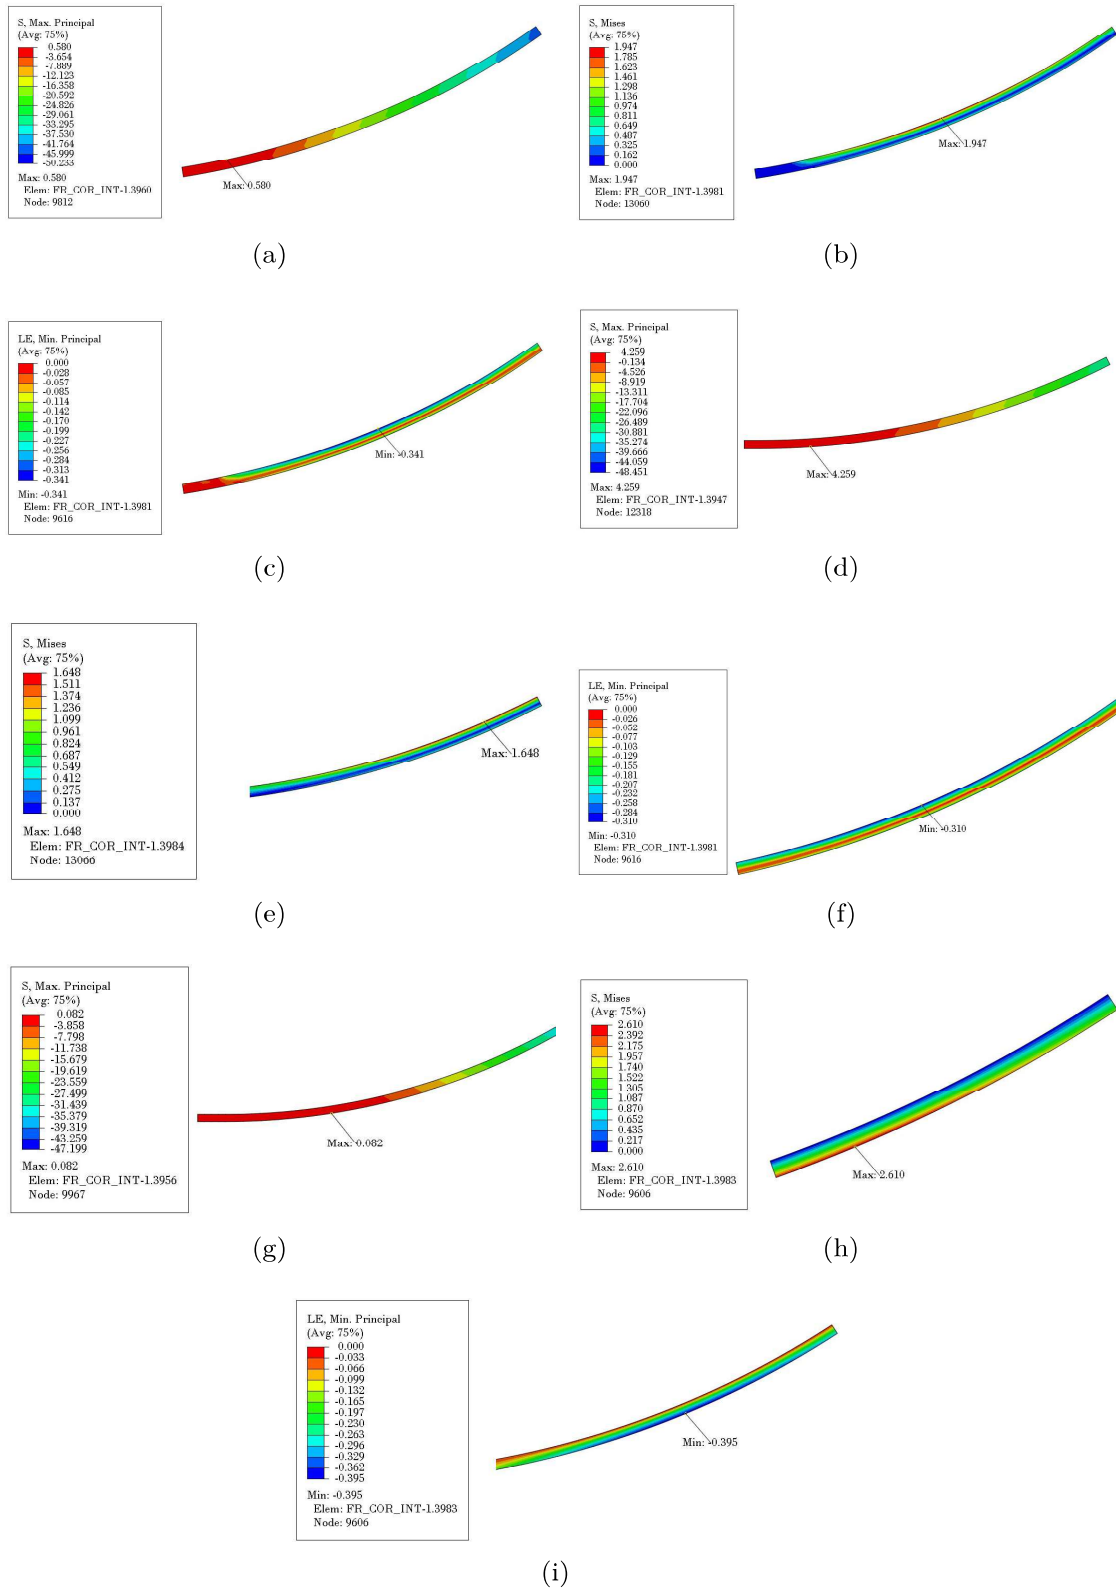 S, Max. Principal
(Avg: 75%)
0.580
-3.654
-7.889
-12.123
-16.358
-20.592
-24.826
-29.061
-33.295
-37.530
-41.764
-45.999
-50.233
Max: 0.580
Elem: FR_COR_INT-1.3960
Node: 9812
Max: 0.580
(a)
S, Mises
(Avg: 75%)
1.947
1.785
1.623
1.461
1.298
1.136
0.974
0.811
0.649
0.487
0.325
0.162
0.000
Max: 1.947
Elem: FR_COR_INT-1.3981
Node: 13060
Max: 1.947
(b)
LE, Min. Principal
(Avg: 75%)
0.000
-0.028
-0.057
-0.085
-0.114
-0.142
-0.170
-0.199
-0.227
-0.256
-0.284
-0.313
-0.341
Min: -0.341
Elem: FR_COR_INT-1.3981
Node: 9616
Min: -0.341
(c)
S, Max. Principal
(Avg: 75%)
4.259
-0.134
-4.526
-8.919
-13.311
-17.704
-22.096
-26.489
-30.881
-35.274
-39.666
-44.059
-48.451
Max: 4.259
Elem: FR_COR_INT-1.3947
Node: 12318
Max: 4.259
(d)
S, Mises
(Avg: 75%)
1.648
1.511
1.374
1.236
1.099
0.961
0.824
0.687
0.549
0.412
0.275
0.137
0.000
Max: 1.648
Elem: FR_COR_INT-1.3984
Node: 13066
Max: 1.648
(e)
LE, Min. Principal
(Avg: 75%)
0.000
-0.026
-0.052
-0.077
-0.103
-0.129
-0.155
-0.181
-0.207
-0.232
-0.258
-0.284
-0.310
Min: -0.310
Elem: FR_COR_INT-1.3981
Node: 9616
Min: -0.310
(f)
S, Max. Principal
(Avg: 75%)
0.082
-3.858
-7.798
-11.738
-15.679
-19.619
-23.559
-27.499
-31.439
-35.379
-39.319
-43.259
-47.199
Max: 0.082
Elem: FR_COR_INT-1.3956
Node: 9967
Max: 0.082
(g)
S, Mises
(Avg: 75%)
2.610
2.392
2.175
1.957
1.740
1.522
1.305
1.087
0.870
0.652
0.435
0.217
0.000
Max: 2.610
Elem: FR_COR_INT-1.3983
Node: 9606
Max: 2.610
(h)
LE, Min. Principal
(Avg: 75%)
0.000
-0.033
-0.066
-0.099
-0.132
-0.165
-0.197
-0.230
-0.263
-0.296
-0.329
-0.362
-0.395
Min: -0.395
Elem: FR_COR_INT-1.3983
Node: 9606
Min: -0.395
(i)